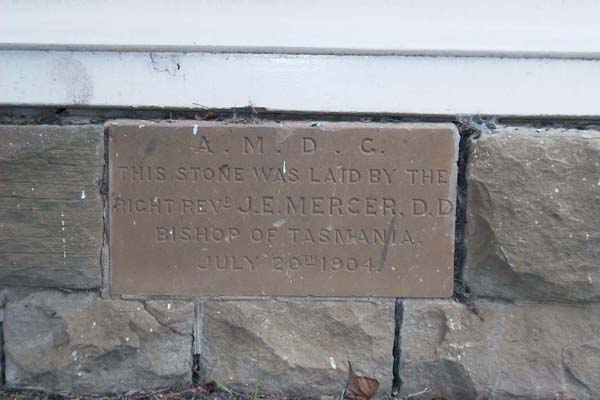 A. M. D. G.
THIS STONE WAS LAID BY THE
RIGHT REVD J.E. MERCER, D.D
BISHOP OF TASMANIA.
JULY 20TH 1904.